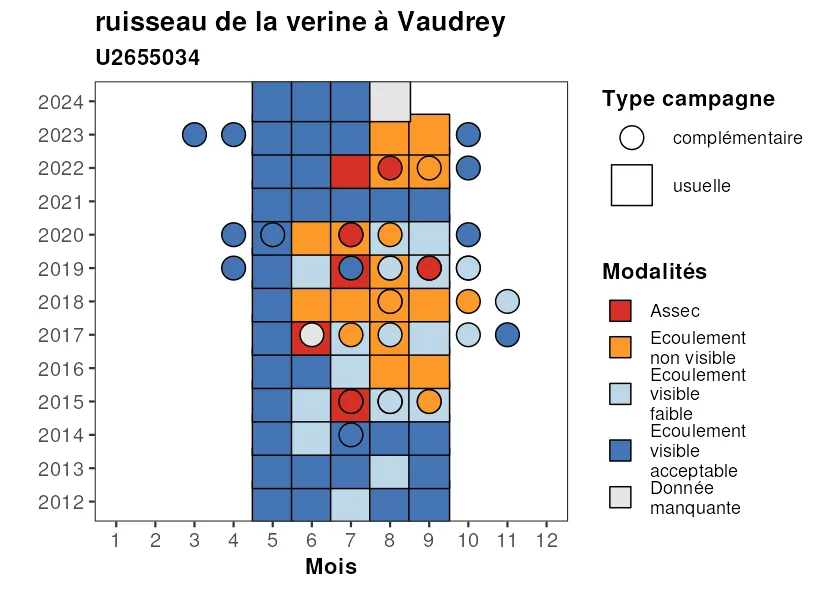 ruisseau de la verine à Vaudrey
U2655034
2024
2023
2022
2021
2020
2019
2018
2017
2016
2015
2014
2013
2012
1 2 3 4 5 6 7 8 9 10 11 12
Mois
Type campagne
complémentaire
usuelle
Modalités
Assec
Ecoulement
non visible
Ecoulement
visible
faible
Ecoulement
visible
acceptable
Donnée
manquante